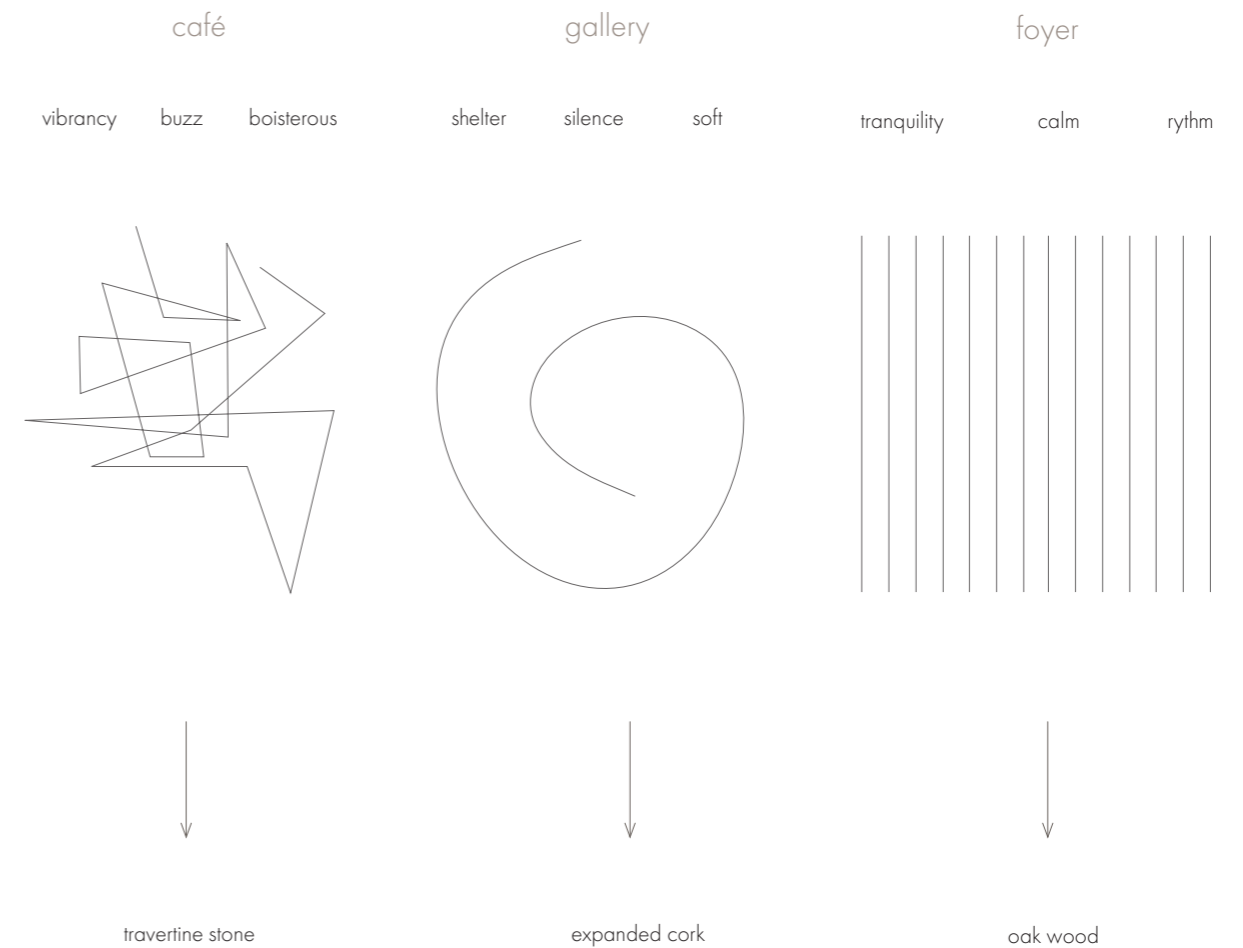 café
gallery
foyer
vibrancy buzz boisterous
shelter silence soft
tranquility calm rythm
travertine stone
expanded cork
oak wood